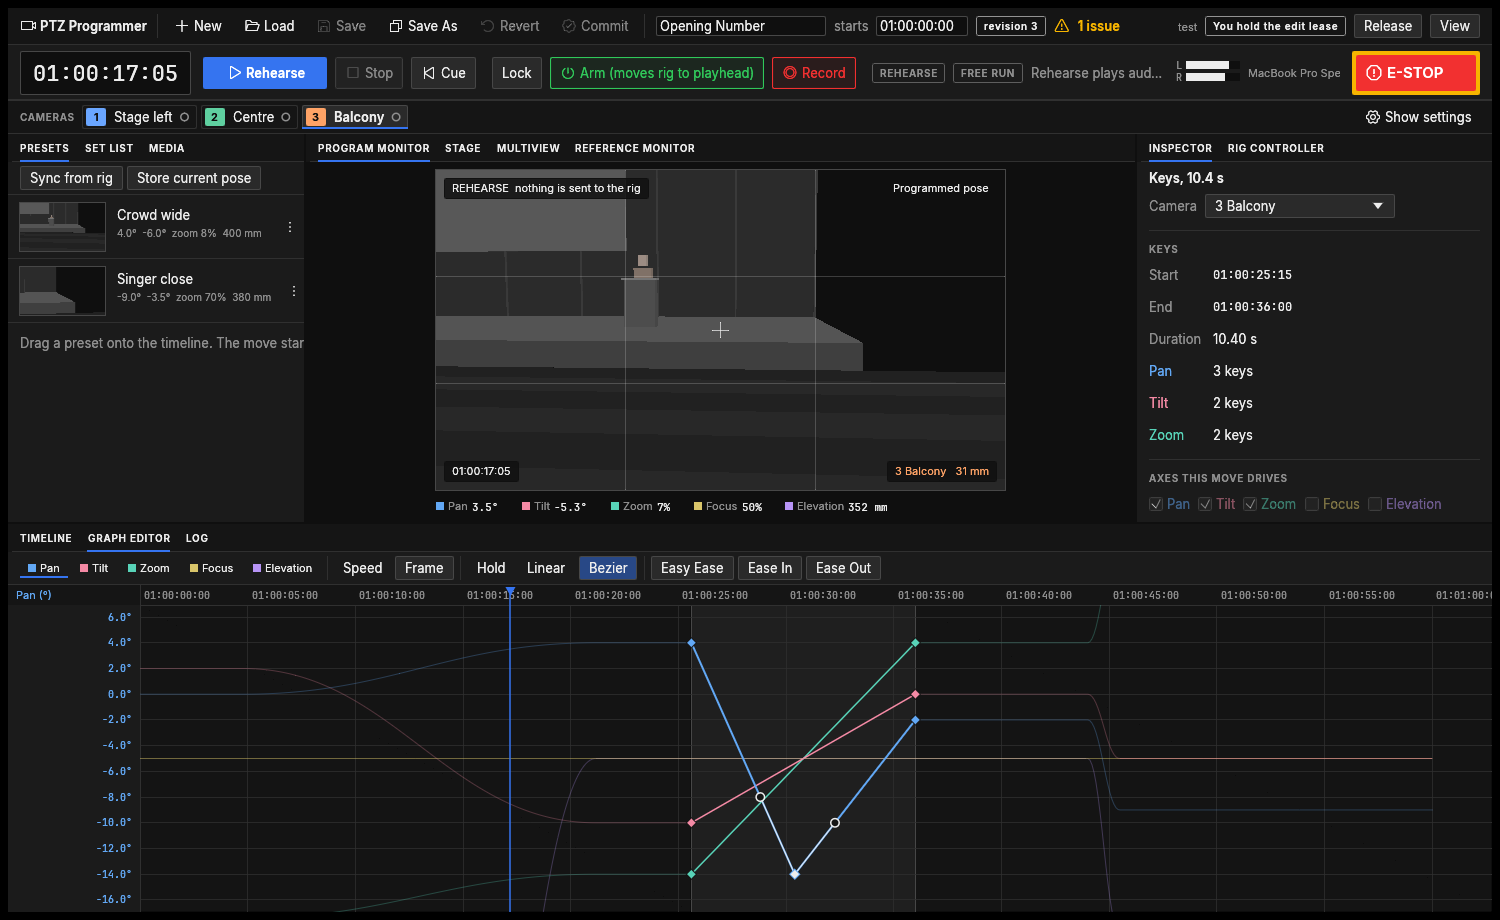 PTZ Programmer New Load Save Save As Revert Commit Opening Number starts 01:00:00:00 revision 3 1 issue test You hold the edit lease Release View
01:00:17:05 Rehearse Stop Cue Lock Arm (moves rig to playhead) Record REHEARSE FREE RUN Rehearse plays aud... L R MacBook Pro Spe E-STOP
CAMERAS 1 Stage left 2 Centre 3 Balcony Show settings
PRESETS SET LIST MEDIA
Sync from rig Store current pose
Crowd wide
4.0° -6.0° zoom 8% 400 mm
Singer close
-9.0° -3.5° zoom 70% 380 mm
Drag a preset onto the timeline. The move star
PROGRAM MONITOR STAGE MULTIVIEW REFERENCE MONITOR
REHEARSE nothing is sent to the rig Programmed pose
01:00:17:05 3 Balcony 31 mm
Pan 3.5° Tilt -5.3° Zoom 7% Focus 50% Elevation 352 mm
INSPECTOR RIG CONTROLLER
Keys, 10.4 s
Camera 3 Balcony
KEYS
Start 01:00:25:15
End 01:00:36:00
Duration 10.40 s
Pan 3 keys
Tilt 2 keys
Zoom 2 keys
AXES THIS MOVE DRIVES
Pan Tilt Zoom Focus Elevation
TIMELINE GRAPH EDITOR LOG
Pan Tilt Zoom Focus Elevation Speed Frame Hold Linear Bezier Easy Ease Ease In Ease Out
Pan (°) 01:00:00:00 01:00:05:00 01:00:10:00 01:00:15:00 01:00:20:00 01:00:25:00 01:00:30:00 01:00:35:00 01:00:40:00 01:00:45:00 01:00:50:00 01:00:55:00 01:01:00:0
6.0°
4.0°
2.0°
0.0°
-2.0°
-4.0°
-6.0°
-8.0°
-10.0°
-12.0°
-14.0°
-16.0°